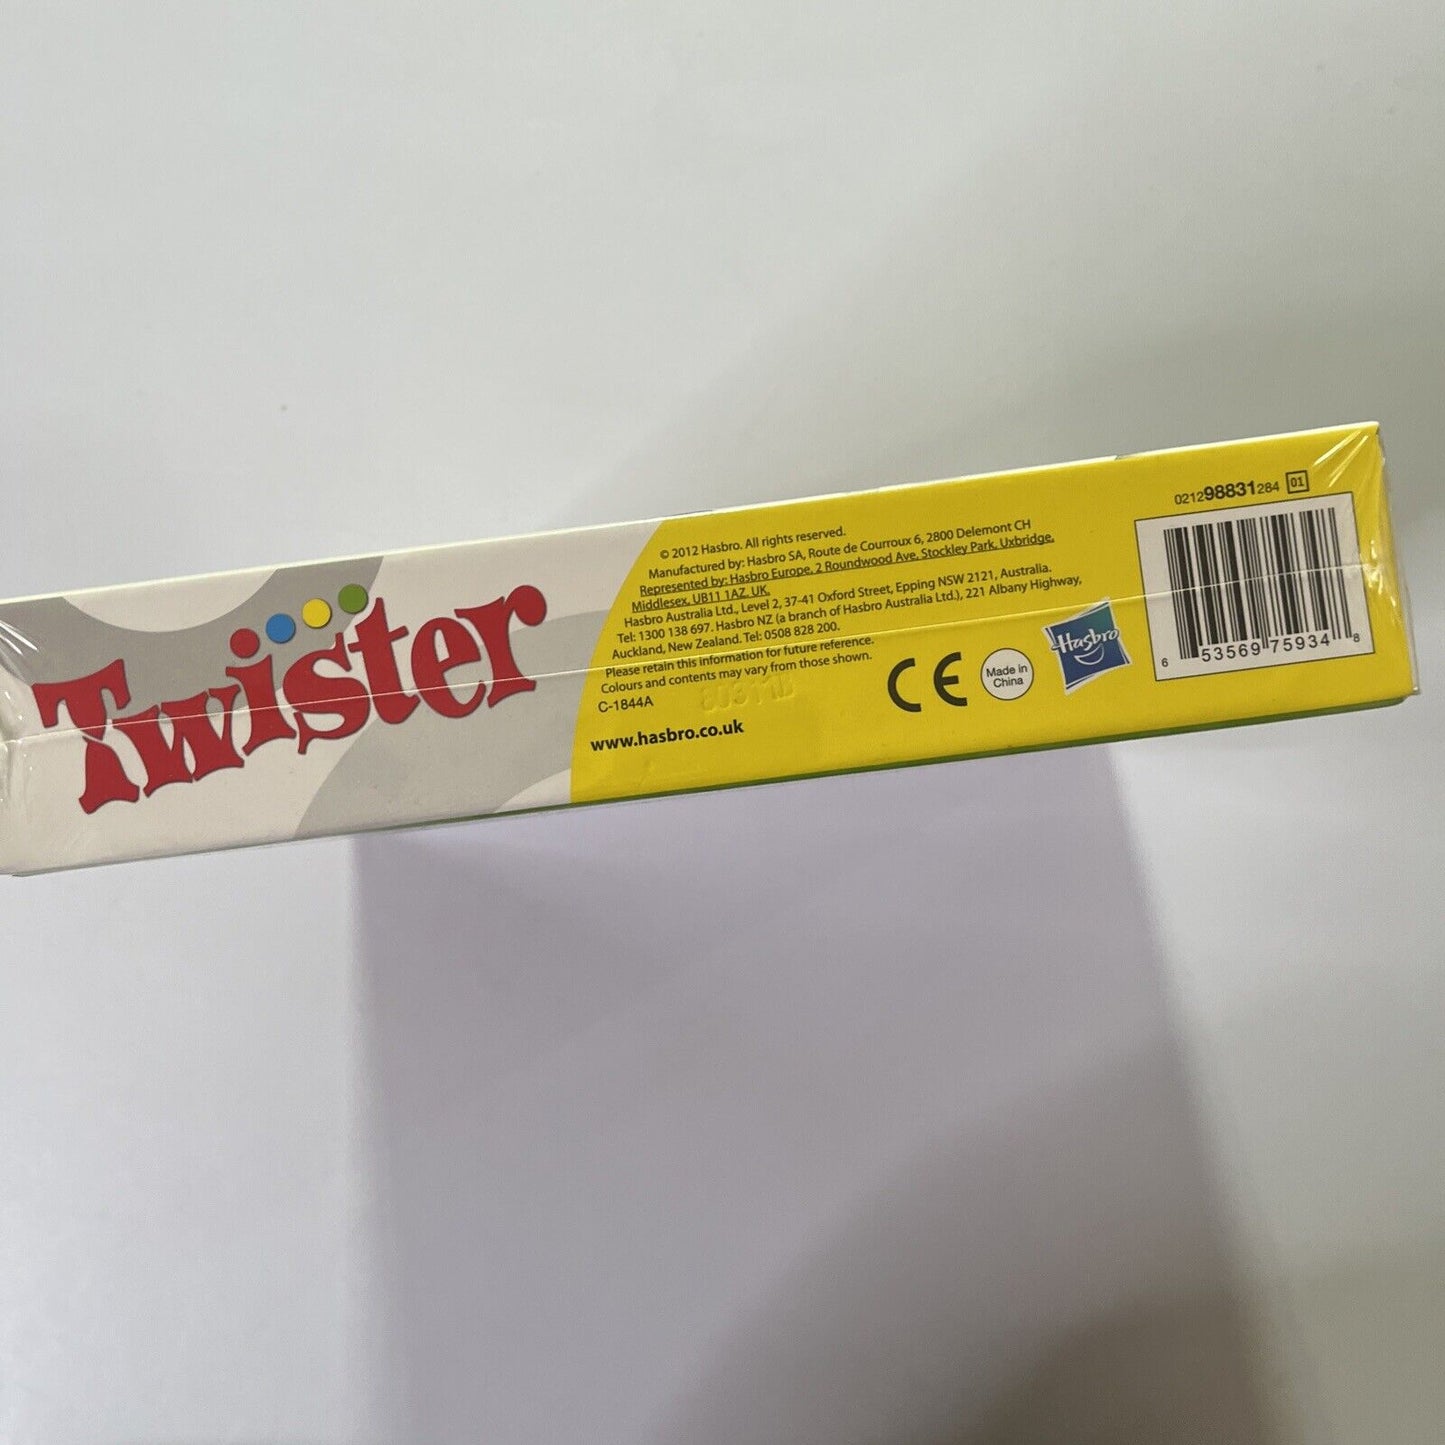 Twister
© 2012 Hasbro. All rights reserved.
Manufactured by: Hasbro SA, Route de Courroux 6, 2800 Delemont CH
Represented by: Hasbro Europe, 2 Roundwood Ave, Stockley Park, Uxbridge,
Middlesex, UB11 1AZ, UK.
Hasbro Australia Ltd., Level 2, 37-41 Oxford Street, Epping NSW 2121, Australia.
Tel: 1300 138 697. Hasbro NZ (a branch of Hasbro Australia Ltd.), 221 Albany Highway,
Auckland, New Zealand. Tel: 0508 828 200.
Please retain this information for future reference.
Colours and contents may vary from those shown.
C-1844A
www.hasbro.co.uk
CE
Made in
China
Hasbro
021298831284 01
6 53569 75934 8